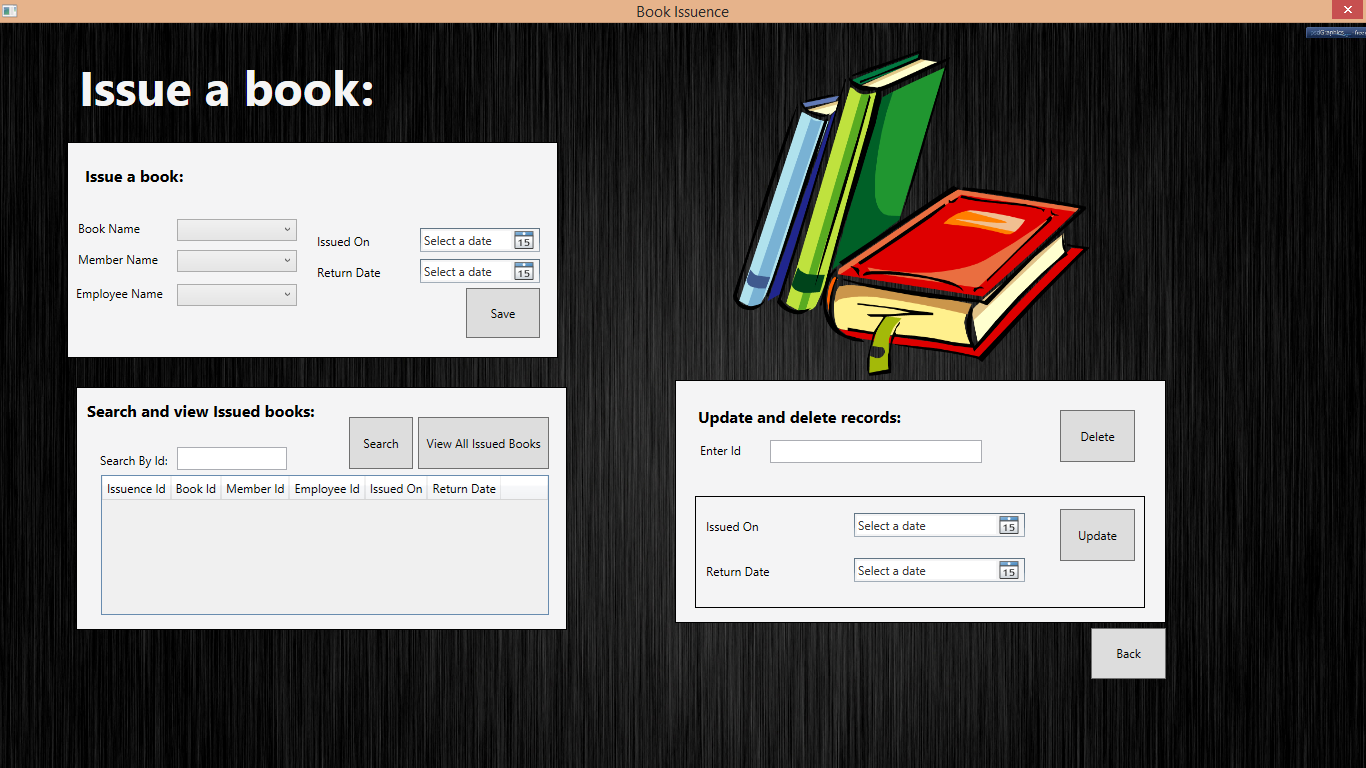 Book Issuence
Issue a book:
Issue a book:
Book Name
Member Name
Employee Name
Issued On
Select a date
15
Return Date
Select a date
15
Save
Search and view Issued books:
Search
View All Issued Books
Search By Id:
Issuence Id Book Id Member Id Employee Id Issued On Return Date
Update and delete records:
Enter Id
Delete
Issued On
Select a date
15
Update
Return Date
Select a date
15
Back